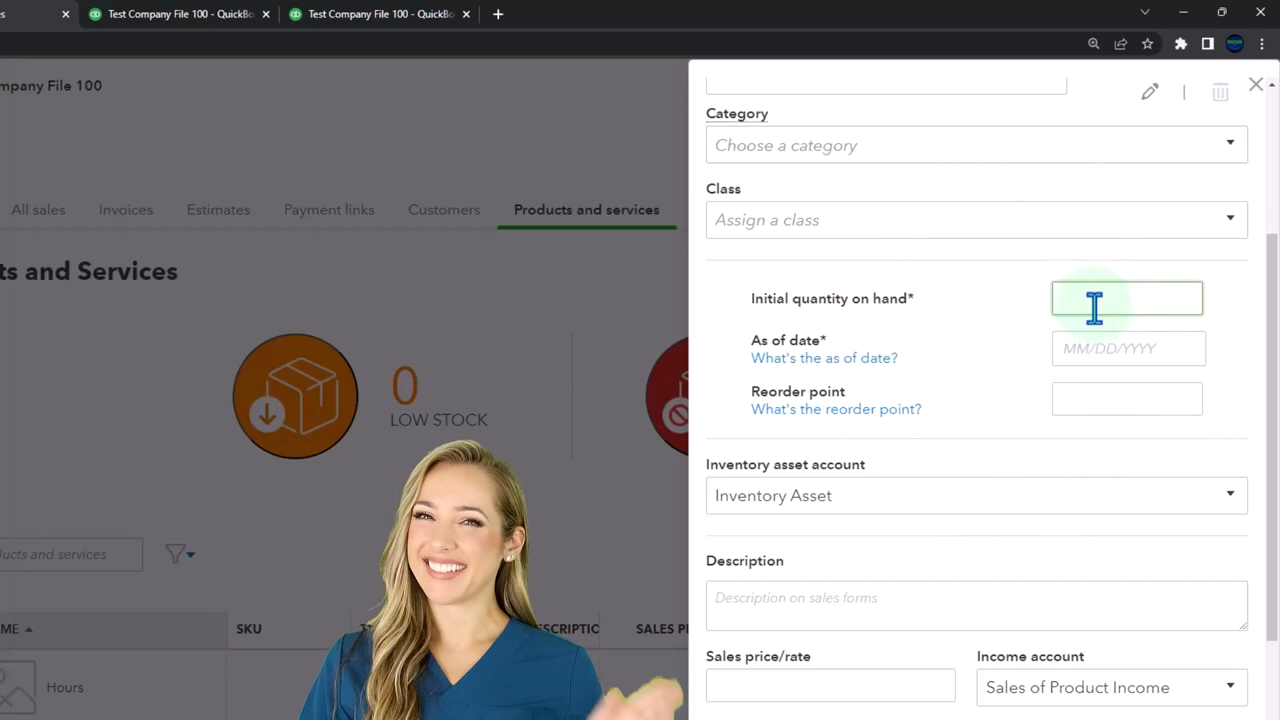 Test Company File 100 - QuickBo
Test Company File 100 - QuickBo
mpany File 100
All sales
Invoices
Estimates
Payment links
Customers
Products and services
ts and Services
0
LOW STOCK
ducts and services
ME
SKU
DESCRIPTIO
SALES P
Hours
Category
Choose a category
Class
Assign a class
Initial quantity on hand*
As of date*
What's the as of date?
MM/DD/YYYY
Reorder point
What's the reorder point?
Inventory asset account
Inventory Asset
Description
Description on sales forms
Sales price/rate
Income account
Sales of Product Income